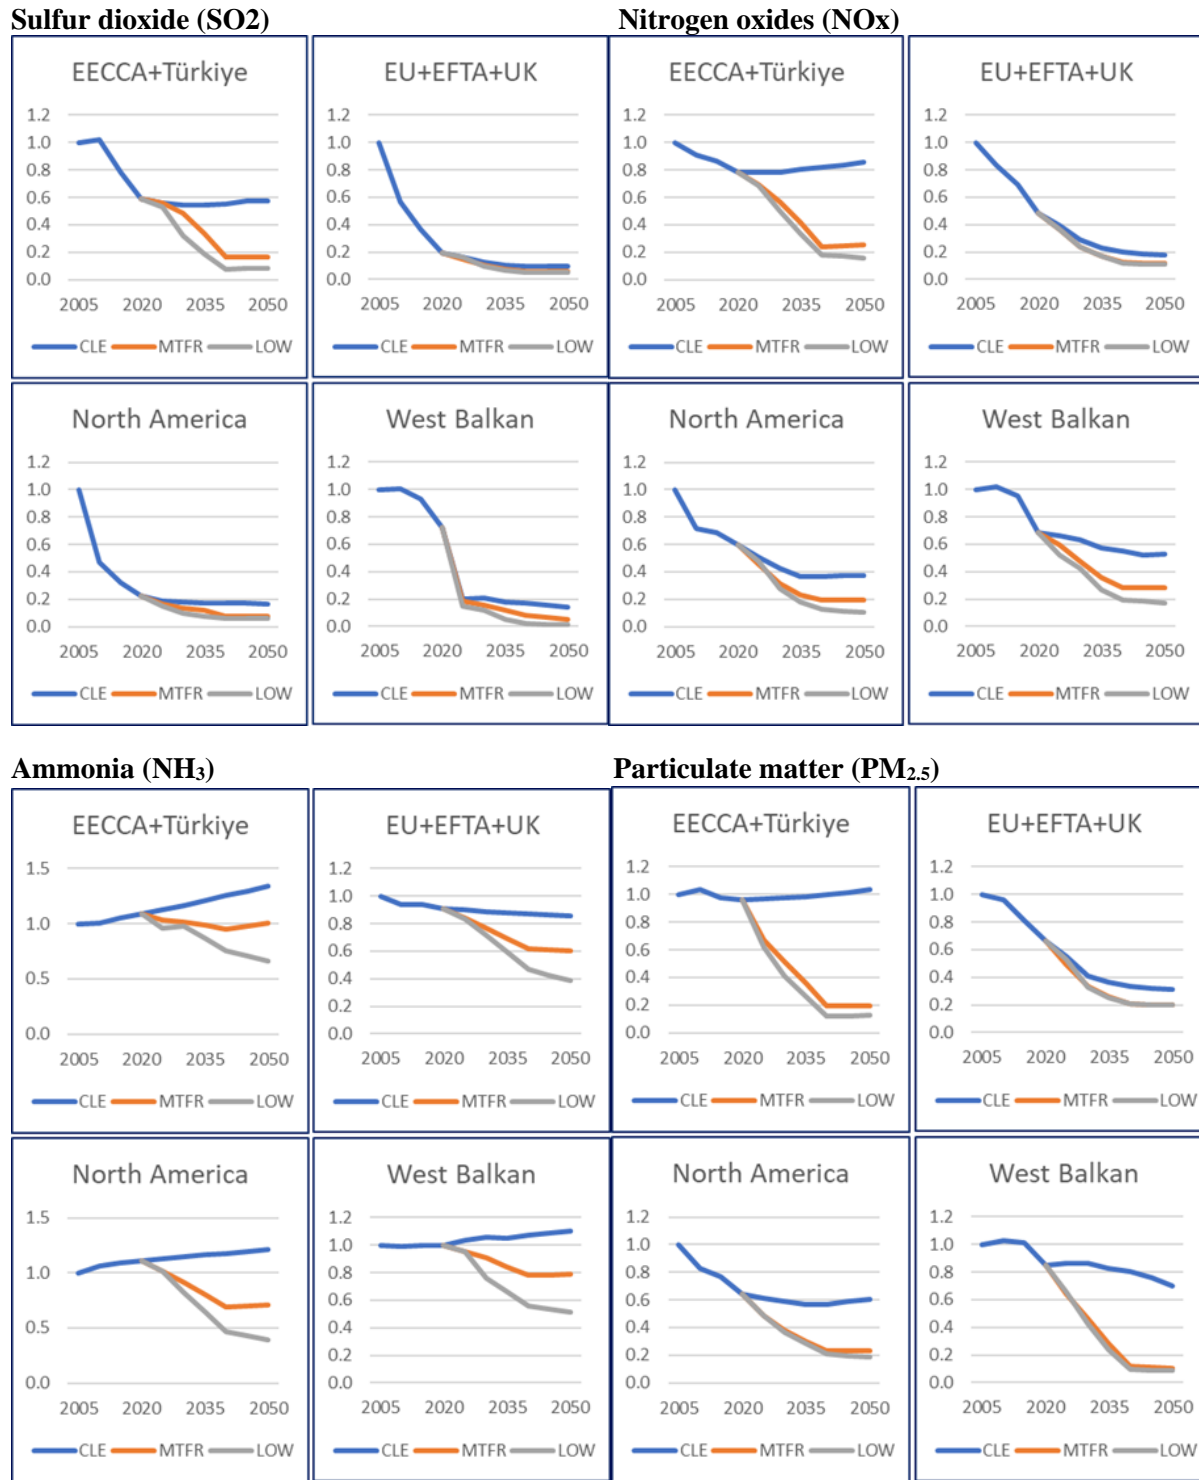 Sulfur dioxide (SO2)
Nitrogen oxides (NOx)
EECCA+Türkiye
1.2
1.0
0.8
0.6
0.4
0.2
0.0
2005 2020 2035 2050
CLE MTFR LOW
EU+EFTA+UK
1.2
1.0
0.8
0.6
0.4
0.2
0.0
2005 2020 2035 2050
CLE MTFR LOW
EECCA+Türkiye
1.2
1.0
0.8
0.6
0.4
0.2
0.0
2005 2020 2035 2050
CLE MTFR LOW
EU+EFTA+UK
1.2
1.0
0.8
0.6
0.4
0.2
0.0
2005 2020 2035 2050
CLE MTFR LOW
North America
1.2
1.0
0.8
0.6
0.4
0.2
0.0
2005 2020 2035 2050
CLE MTFR LOW
West Balkan
1.2
1.0
0.8
0.6
0.4
0.2
0.0
2005 2020 2035 2050
CLE MTFR LOW
North America
1.2
1.0
0.8
0.6
0.4
0.2
0.0
2005 2020 2035 2050
CLE MTFR LOW
West Balkan
1.2
1.0
0.8
0.6
0.4
0.2
0.0
2005 2020 2035 2050
CLE MTFR LOW
Ammonia (NH₃)
Particulate matter (PM₂.₅)
EECCA+Türkiye
1.5
1.0
0.5
0.0
2005 2020 2035 2050
CLE MTFR LOW
EU+EFTA+UK
1.2
1.0
0.8
0.6
0.4
0.2
0.0
2005 2020 2035 2050
CLE MTFR LOW
EECCA+Türkiye
1.2
1.0
0.8
0.6
0.4
0.2
0.0
2005 2020 2035 2050
CLE MTFR LOW
EU+EFTA+UK
1.2
1.0
0.8
0.6
0.4
0.2
0.0
2005 2020 2035 2050
CLE MTFR LOW
North America
1.5
1.0
0.5
0.0
2005 2020 2035 2050
CLE MTFR LOW
West Balkan
1.2
1.0
0.8
0.6
0.4
0.2
0.0
2005 2020 2035 2050
CLE MTFR LOW
North America
1.2
1.0
0.8
0.6
0.4
0.2
0.0
2005 2020 2035 2050
CLE MTFR LOW
West Balkan
1.2
1.0
0.8
0.6
0.4
0.2
0.0
2005 2020 2035 2050
CLE MTFR LOW